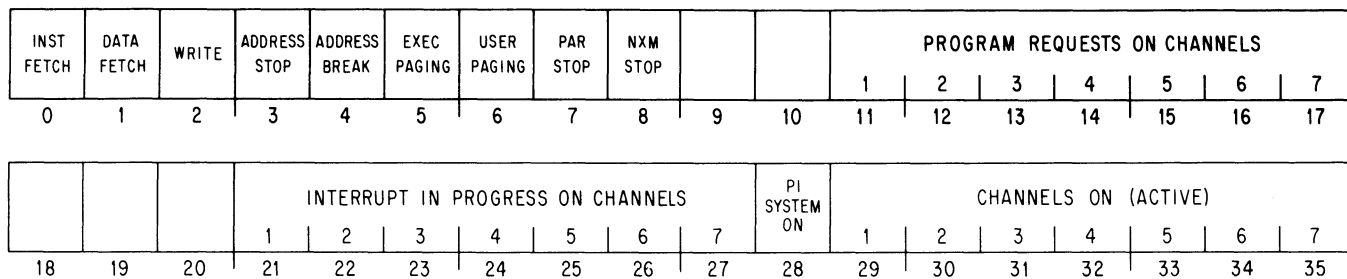 INST FETCH DATA FETCH WRITE ADDRESS STOP ADDRESS BREAK EXEC PAGING USER PAGING PAR STOP NXM STOP PROGRAM REQUESTS ON CHANNELS
1 2 3 4 5 6 7
0 1 2 3 4 5 6 7 8 9 10 11 12 13 14 15 16 17
INTERRUPT IN PROGRESS ON CHANNELS PI SYSTEM ON CHANNELS ON (ACTIVE)
1 2 3 4 5 6 7 1 2 3 4 5 6 7
18 19 20 21 22 23 24 25 26 27 28 29 30 31 32 33 34 35